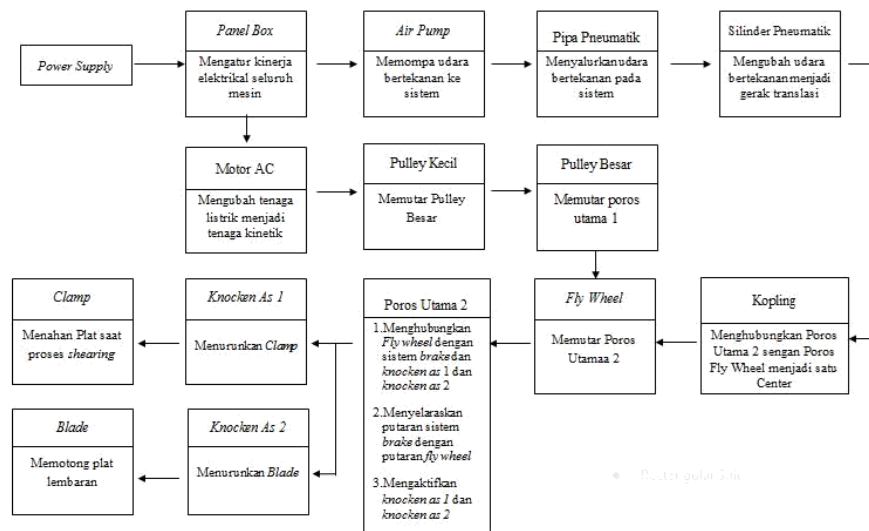 Power Supply
Panel Box
Mengatur kinerja
elektrikal seluruh
mesin
Air Pump
Memompa udara
bertekanan ke
sistem
Pipa Pneumatik
Menyalurkan udara
bertekanan pada
sistem
Silinder Pneumatik
Mengubah udara
bertekanan menjadi
gerak translasi
Motor AC
Mengubah tenaga
listrik menjadi
tenaga kinetik
Pulley Kecil
Memutar Pulley
Besar
Pulley Besar
Memutar poros
utama 1
Clamp
Menahan Plat saat
proses shearing
Knocken As 1
Menurunkan Clamp
Poros Utama 2
1.Menghubungkan
Fly wheel dengan
sistem brake dan
knocken as 1 dan
knocken as 2
2.Menyelaraskan
putaran sistem
brake dengan
putaran fly wheel
3.Mengaktifkan
knocken as 1 dan
knocken as 2
Fly Wheel
Memutar Poros
Utamaa 2
Kopling
Menghubungkan Poros
Utama 2 sengan Poros
Fly Wheel menjadi satu
Center
Blade
Memotong plat
lembaran
Knocken As 2
Menurunkan Blade